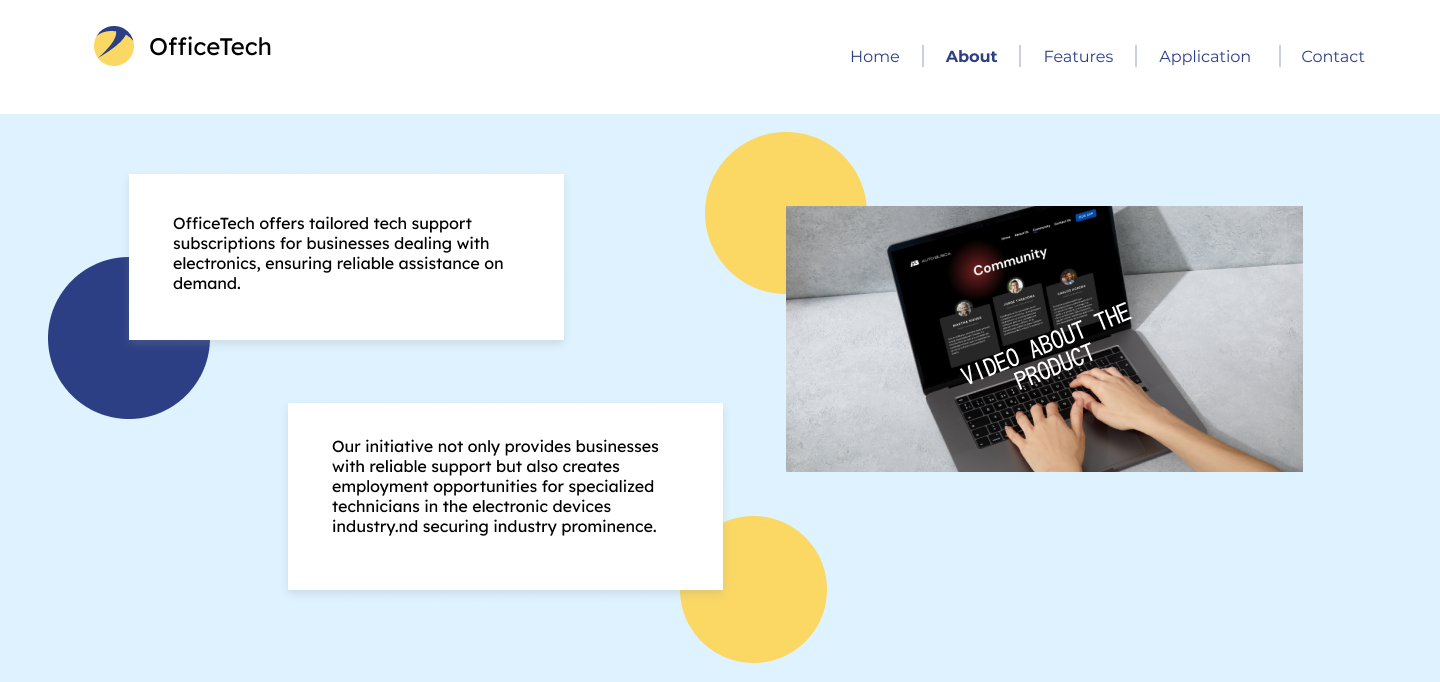 OfficeTech
Home
About
Features
Application
Contact
OfficeTech offers tailored tech support
subscriptions for businesses dealing with
electronics, ensuring reliable assistance on
demand.
Our initiative not only provides businesses
with reliable support but also creates
employment opportunities for specialized
technicians in the electronic devices
industry.nd securing industry prominence.
Community
VIDEO ABOUT THE
PRODUCT